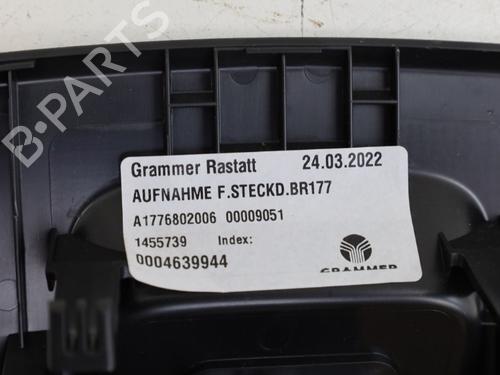 Grammer Rastatt 24.03.2022
AUFNAHME F.STECKD.BR177
A1776802006 00009051
1455739 Index:
0004639944
GRAMMER
B-PARTS